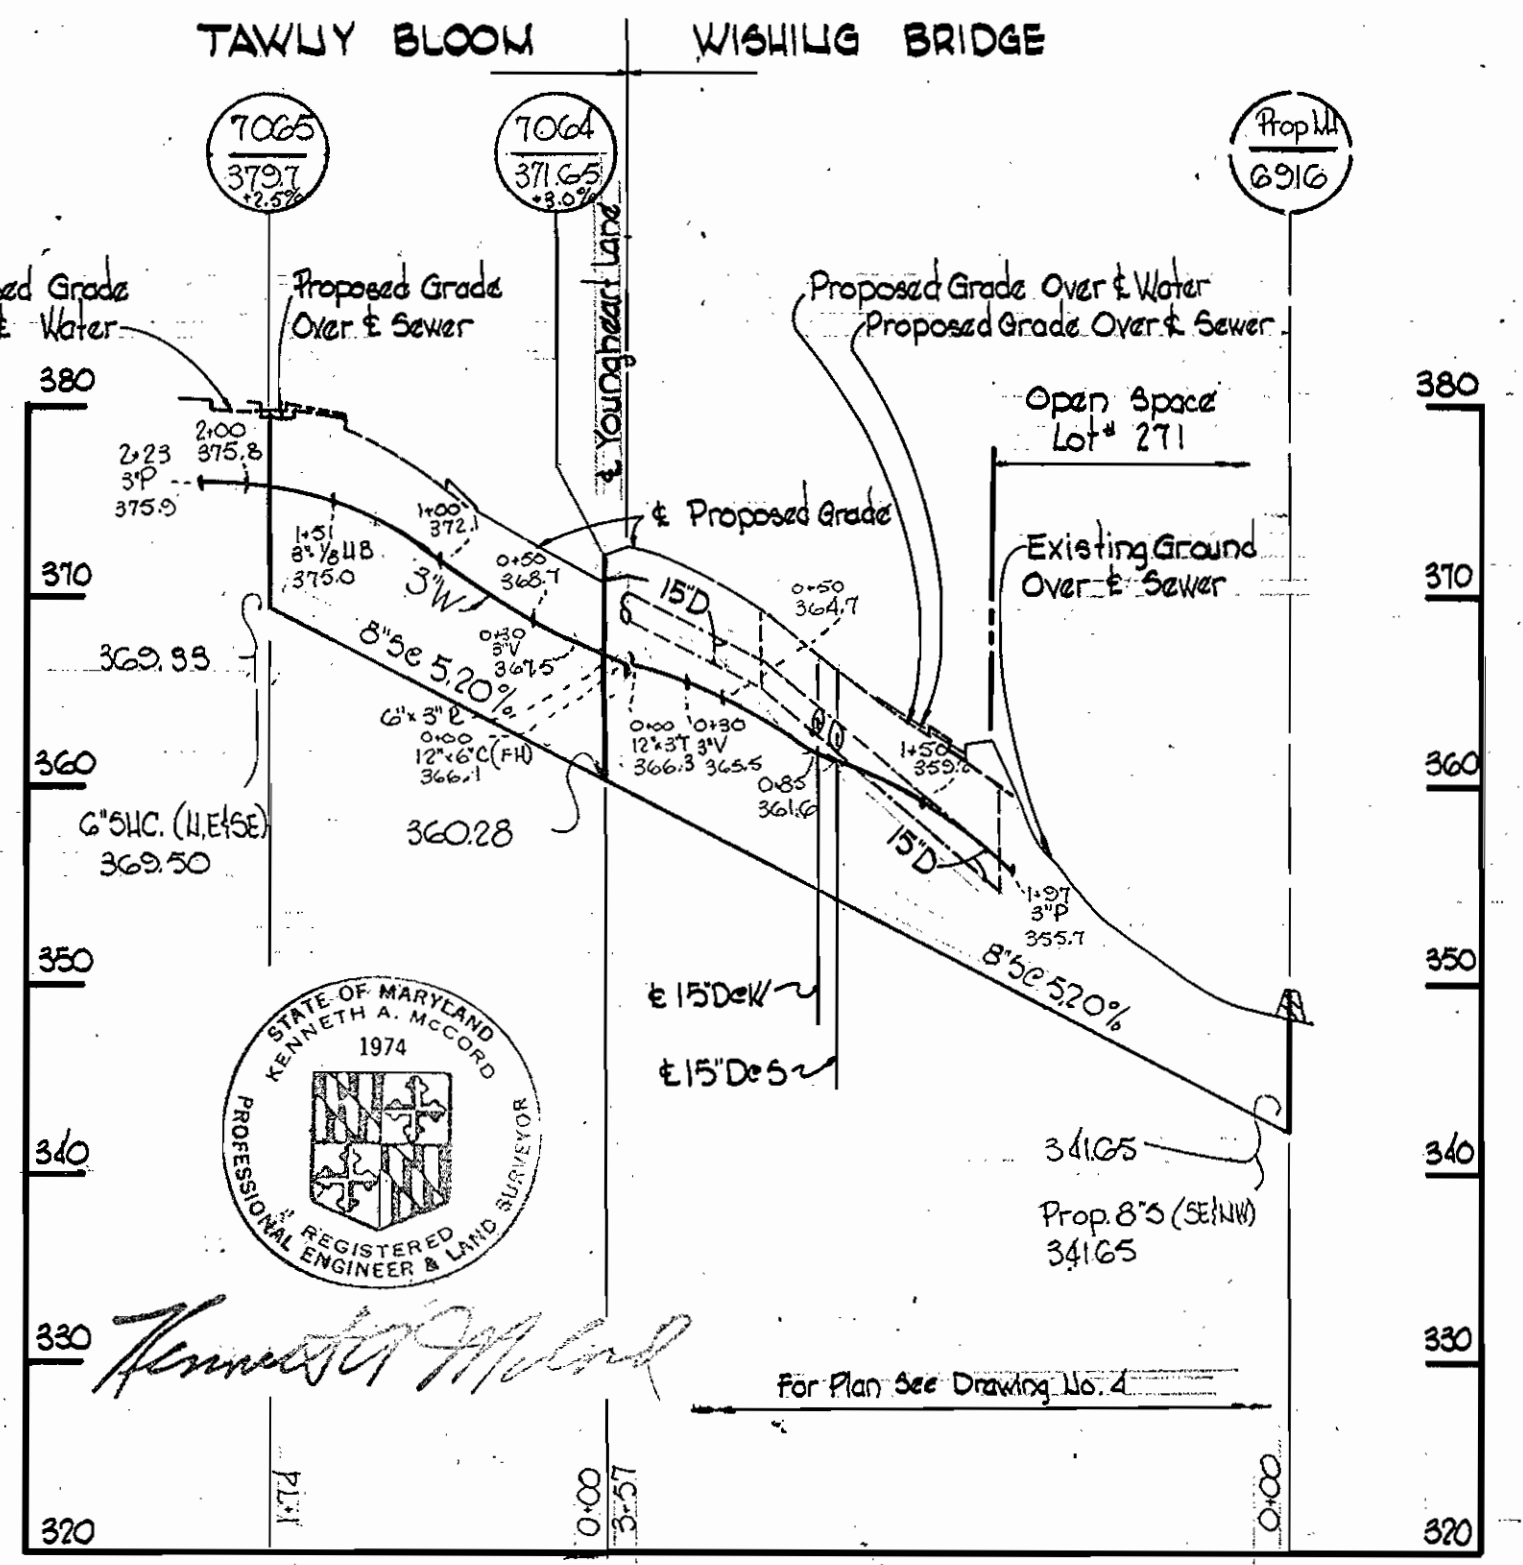 TAWNY BLOOM
WISHING BRIDGE
7065
379.7
+2.5%
7064
371.65
+3.0%
Prop MH
6916
℄ Youngheart Lane
ed Grade
℄ Water
Proposed Grade
Over ℄ Sewer
Proposed Grade Over ℄ Water
Proposed Grade Over ℄ Sewer
Open Space
Lot# 271
380
380
2+00
375.8
2+23
3"P
375.9
1+51
8" 1/8 HB
375.0
1+00
372.1
3"W
0+50
368.7
℄ Proposed Grade
Existing Ground
Over ℄ Sewer
370
370
15"D
0+50
364.7
369.33
8"S@ 5.20%
0+30
3"V
367.5
6"x3"R
0+00
12"x6"C(FH)
366.1
0+00
12"x3"T
366.3
0+30
3"V
365.5
0+85
361.6
1+50
359.2
360
360
6"SHC. (N,E&SE)
369.50
360.28
15"D
1+97
3"P
355.7
350
350
8"S@ 5.20%
℄ 15"D@W
℄ 15"D@S
STATE OF MARYLAND
KENNETH A. McCORD
1974
REGISTERED
PROFESSIONAL ENGINEER & LAND SURVEYOR
340
340
341.65
Prop. 8"S (SE&NW)
341.65
Kenneth A McCord
330
330
For Plan See Drawing No. 4
1+74
0+00
3+57
0+00
320
320